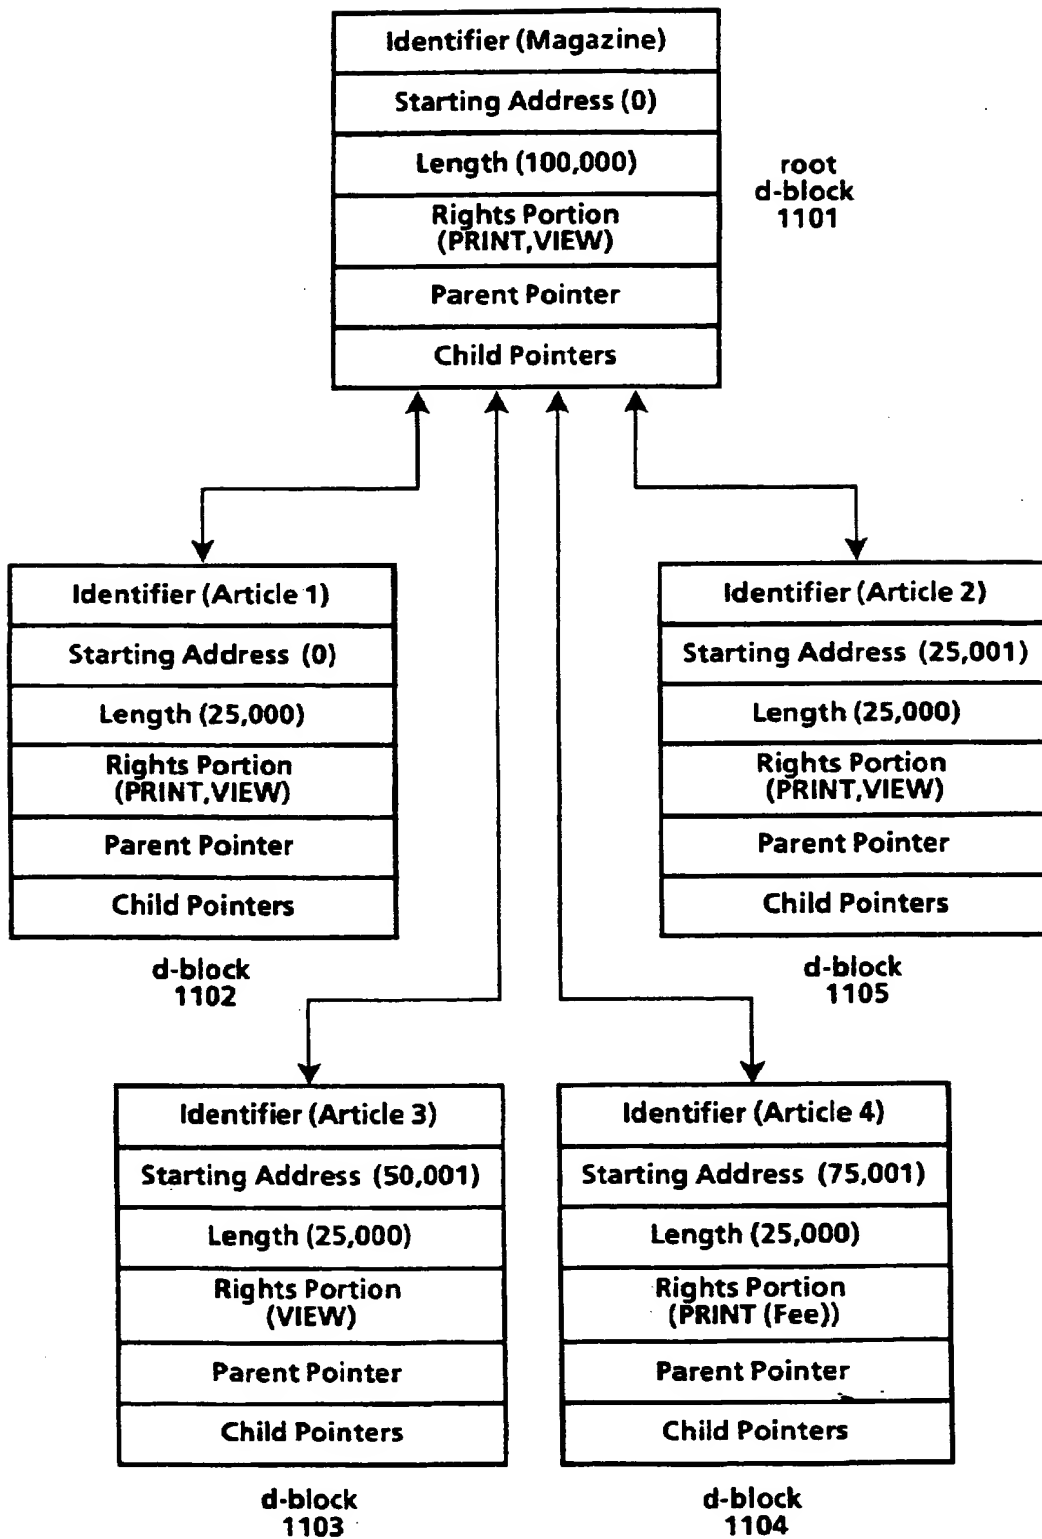 Identifier (Magazine)
Starting Address (0)
Length (100,000)
Rights Portion
(PRINT,VIEW)
Parent Pointer
Child Pointers
root
d-block
1101
Identifier (Article 1)
Starting Address (0)
Length (25,000)
Rights Portion
(PRINT,VIEW)
Parent Pointer
Child Pointers
d-block
1102
Identifier (Article 2)
Starting Address (25,001)
Length (25,000)
Rights Portion
(PRINT,VIEW)
Parent Pointer
Child Pointers
d-block
1105
Identifier (Article 3)
Starting Address (50,001)
Length (25,000)
Rights Portion
(VIEW)
Parent Pointer
Child Pointers
d-block
1103
Identifier (Article 4)
Starting Address (75,001)
Length (25,000)
Rights Portion
(PRINT (Fee))
Parent Pointer
Child Pointers
d-block
1104